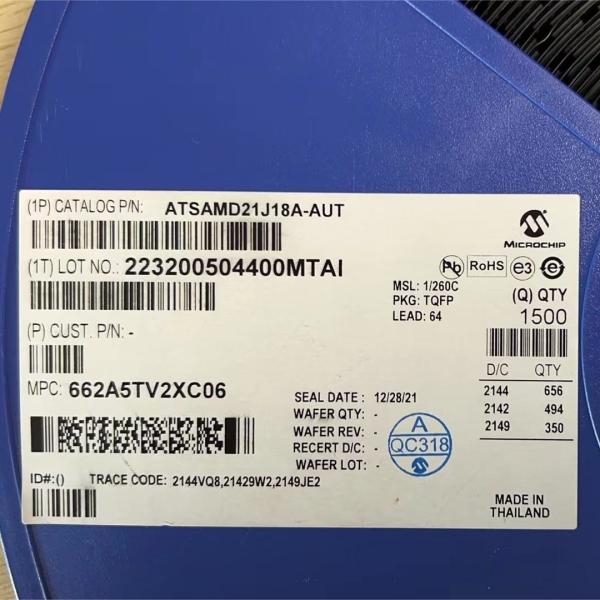 (1P) CATALOG P/N: ATSAMD21J18A-AUT
MICROCHIP
(1T) LOT NO.: 223200504400MTAI
Pb RoHS e3 e
MSL: 1/260C
PKG: TQFP
LEAD: 64
(Q) QTY
1500
(P) CUST. P/N: -
D/C QTY
2144 656
2142 494
2149 350
MPC: 662A5TV2XC06
SEAL DATE : 12/28/21
WAFER QTY: -
WAFER REV: -
RECERT D/C: -
WAFER LOT: -
A
QC318
ID#:() TRACE CODE: 2144VQ8,21429W2,2149JE2
MADE IN
THAILAND